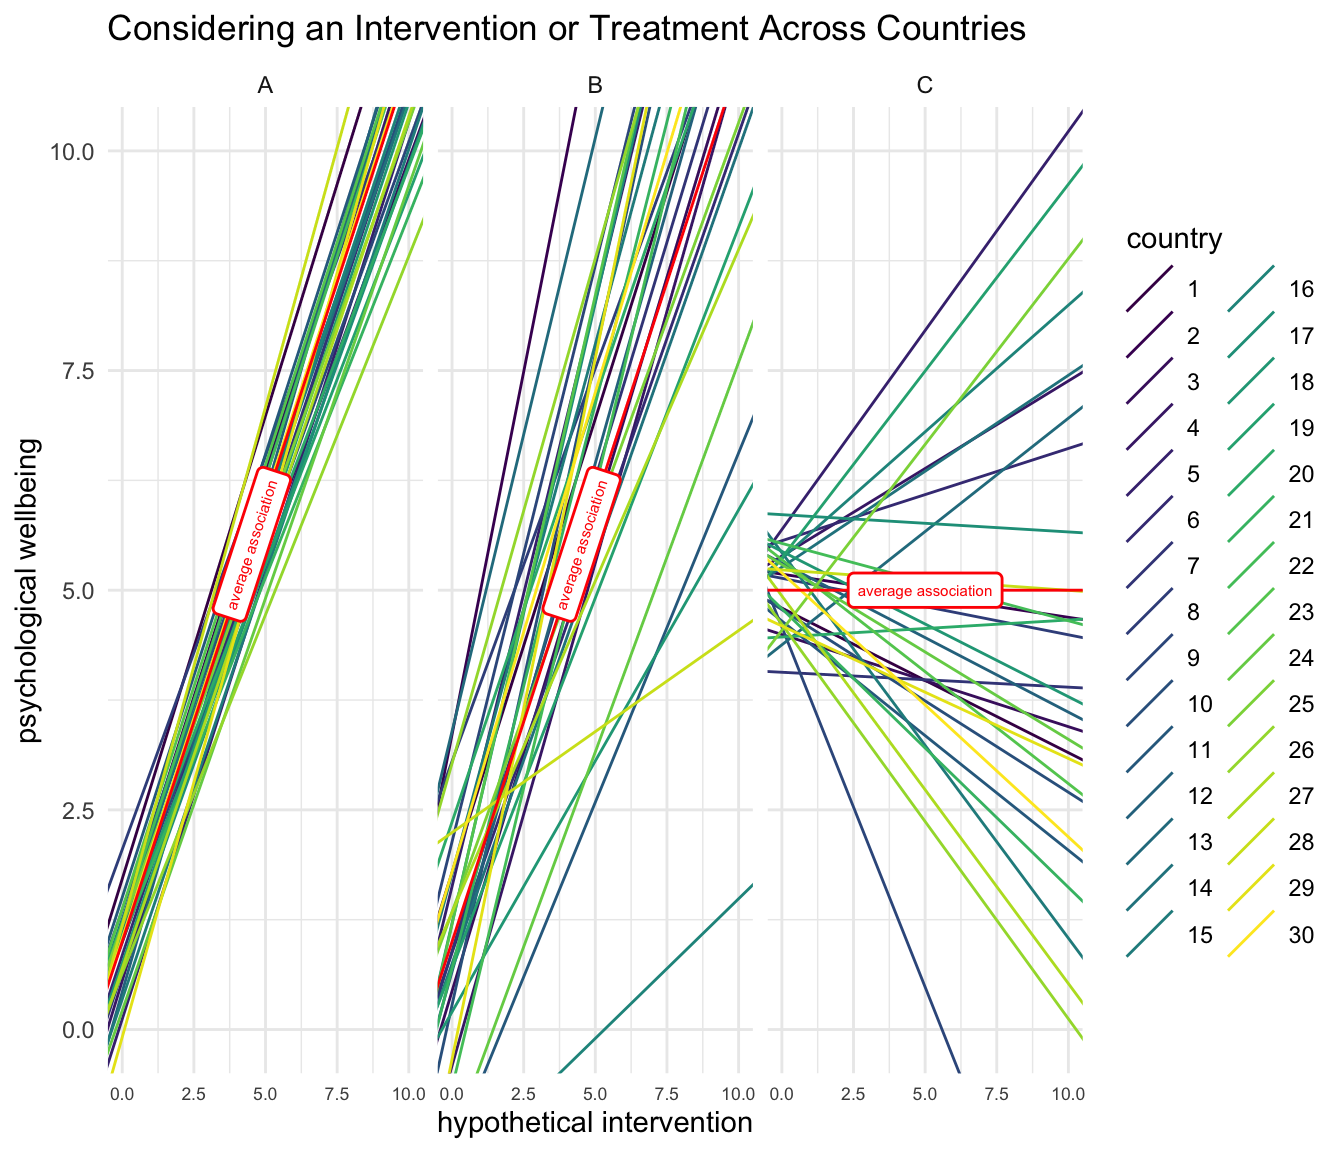 Considering an Intervention or Treatment Across Countries
A B C
10.0
7.5
5.0
2.5
0.0
psychological wellbeing
average association
average association
average association
0.0 2.5 5.0 7.5 10.0 0.0 2.5 5.0 7.5 10.0 0.0 2.5 5.0 7.5 10.0
hypothetical intervention
country
1 16
2 17
3 18
4 19
5 20
6 21
7 22
8 23
9 24
10 25
11 26
12 27
13 28
14 29
15 30